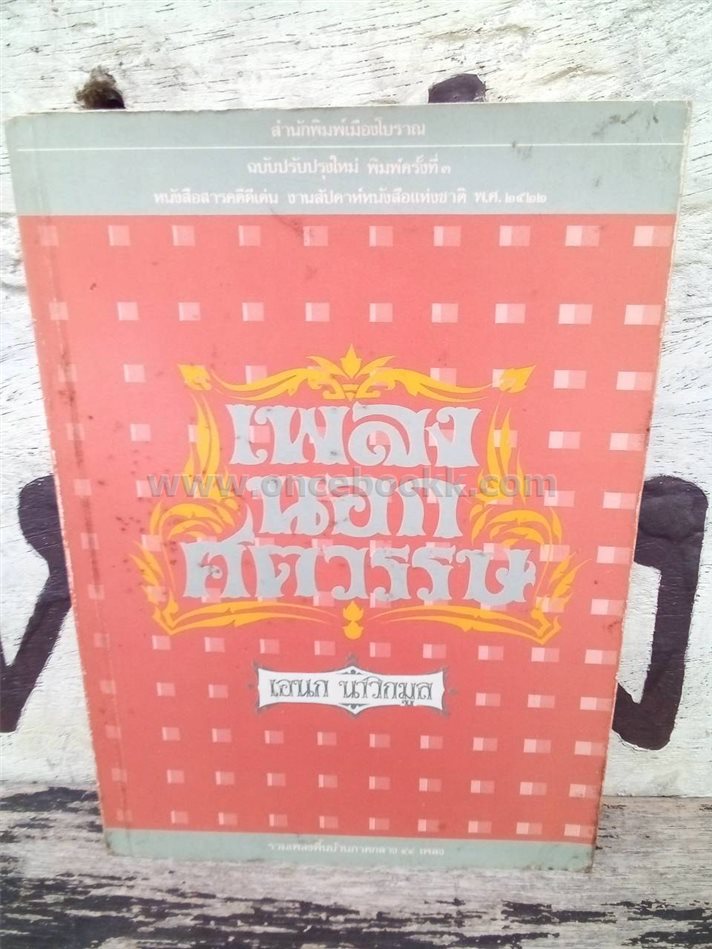 สำนักพิมพ์เมืองโบราณ
ฉบับปรับปรุงใหม่ พิมพ์ครั้งที่ ๓
หนังสือสารคดีดีเด่น งานสัปดาห์หนังสือแห่งชาติ พ.ศ. ๒๕๒๒
เพลง
นอก
ศตวรรษ
www.oncebookk.com
เอนก นาวิกมูล
รวมเพลงพื้นบ้านภาคกลาง ๔๔ เพลง